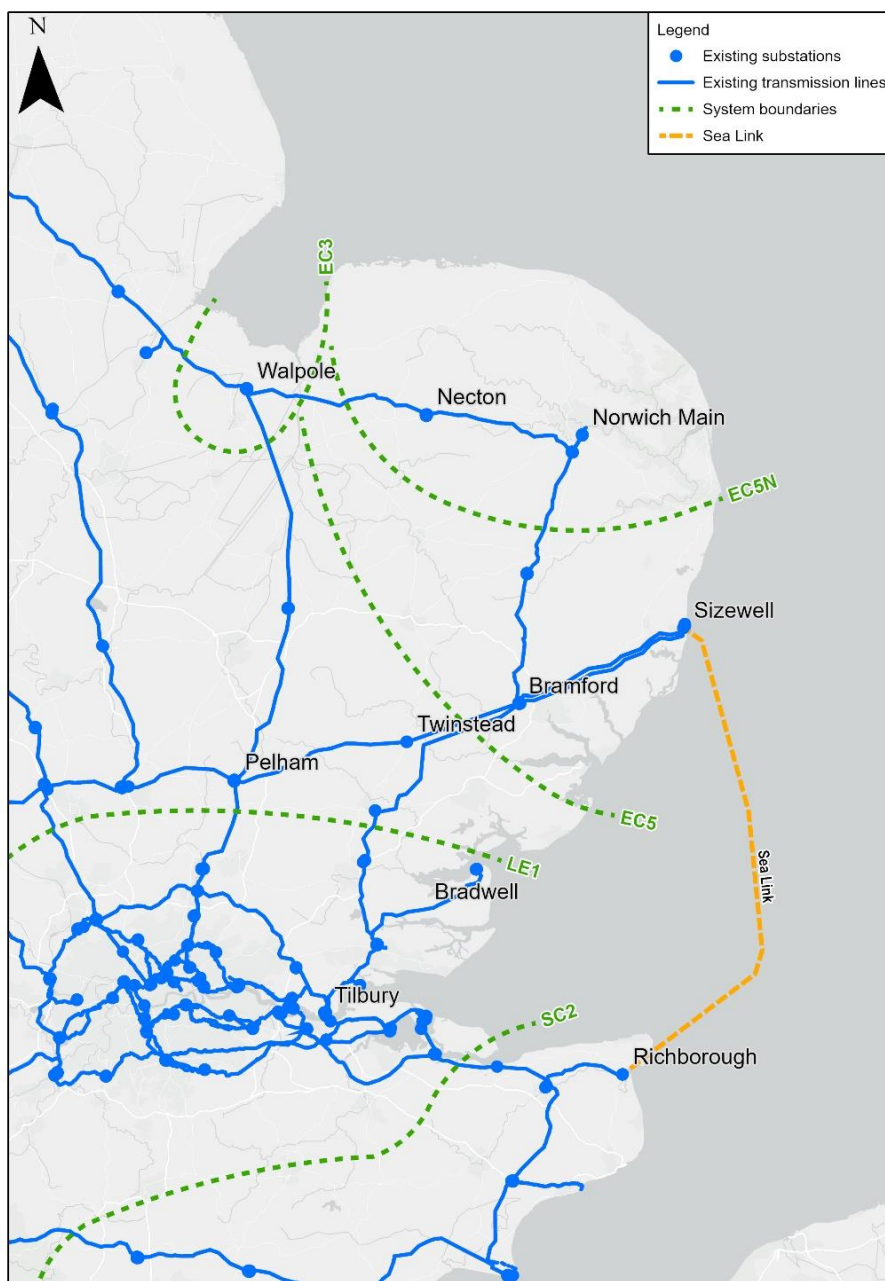 N
Legend
Existing substations
Existing transmission lines
System boundaries
Sea Link
EC3
Walpole
Necton
Norwich Main
EC5N
Sizewell
Bramford
Twinstead
Pelham
EC5
LE1
Sea Link
Bradwell
Tilbury
SC2
Richborough